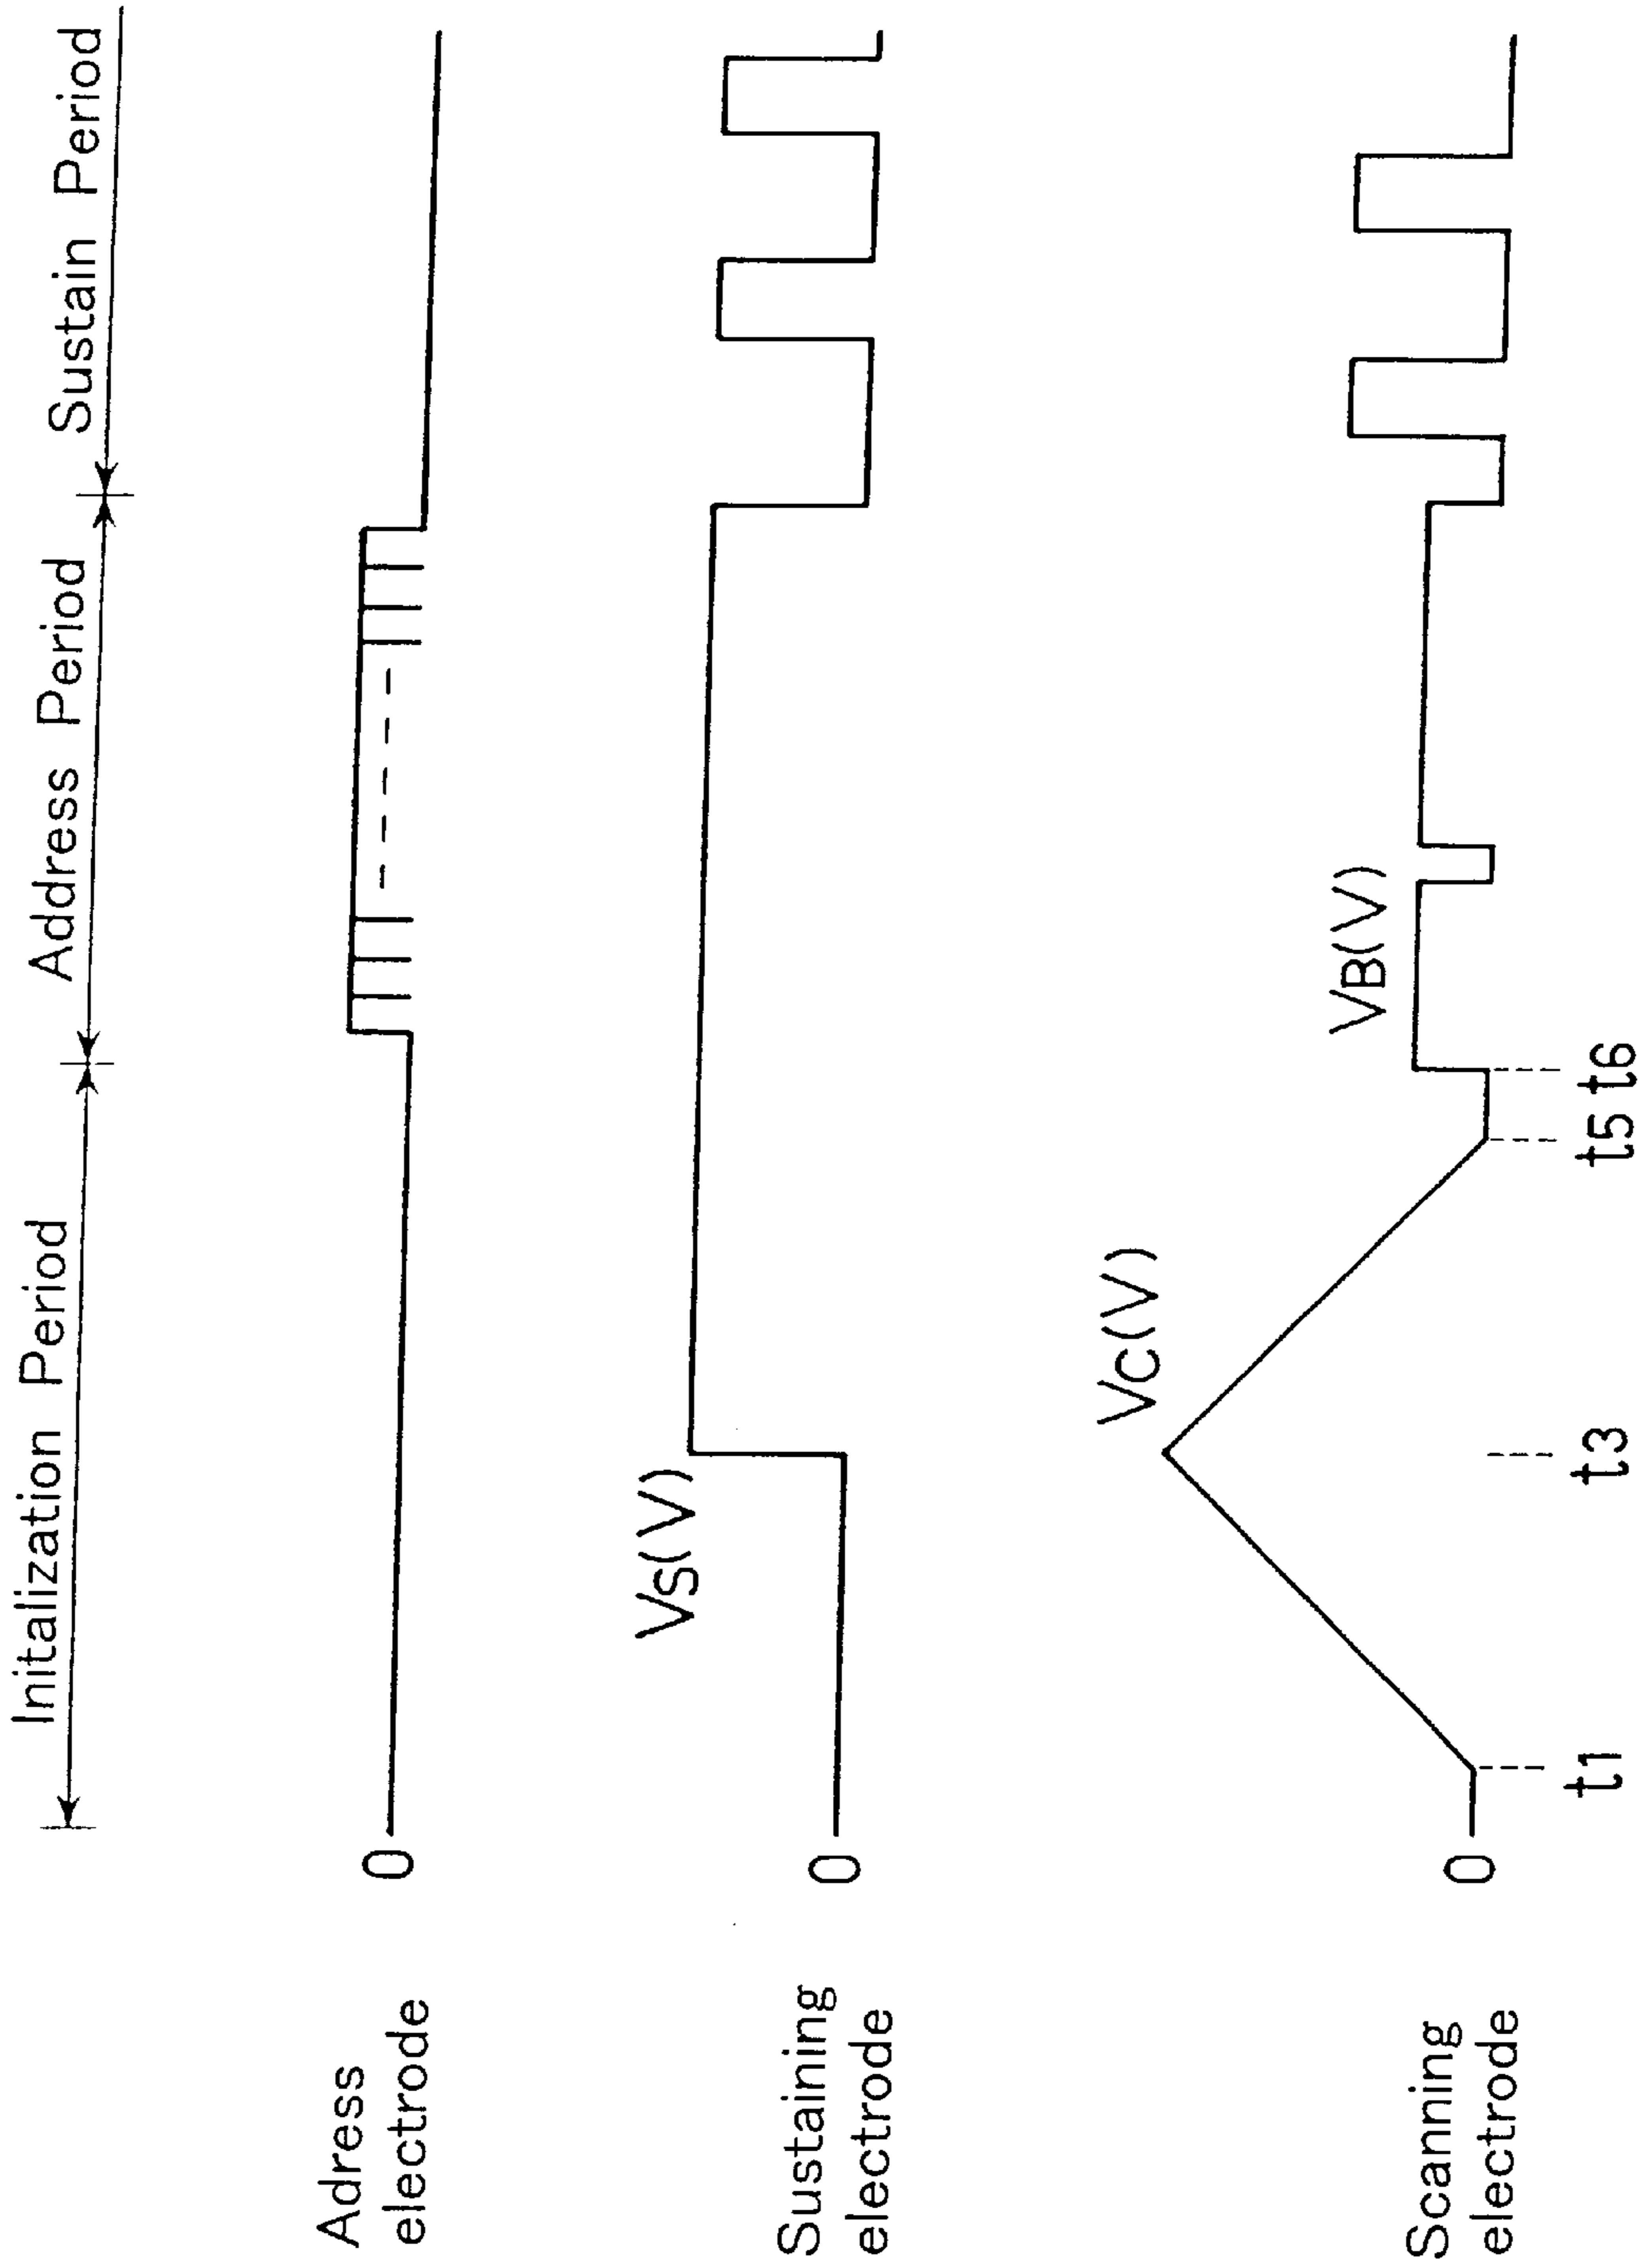 Initalization Period
Address Period
Sustain Period
Adress
electrode
0
Sustaining
electrode
0
VS(V)
Scanning
electrode
0
VC(V)
VB(V)
t1
t3
t5
t6